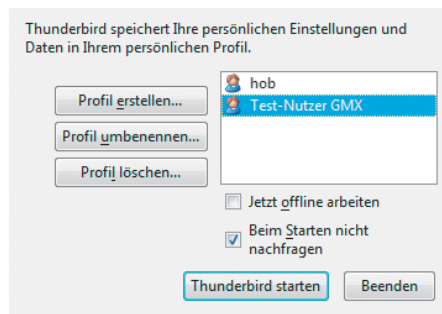 Thunderbird speichert Ihre persönlichen Einstellungen und
Daten in Ihrem persönlichen Profil.
hob
Test-Nutzer GMX
Profil erstellen...
Profil umbenennen...
Profil löschen...
Jetzt offline arbeiten
Beim Starten nicht
nachfragen
Thunderbird starten
Beenden